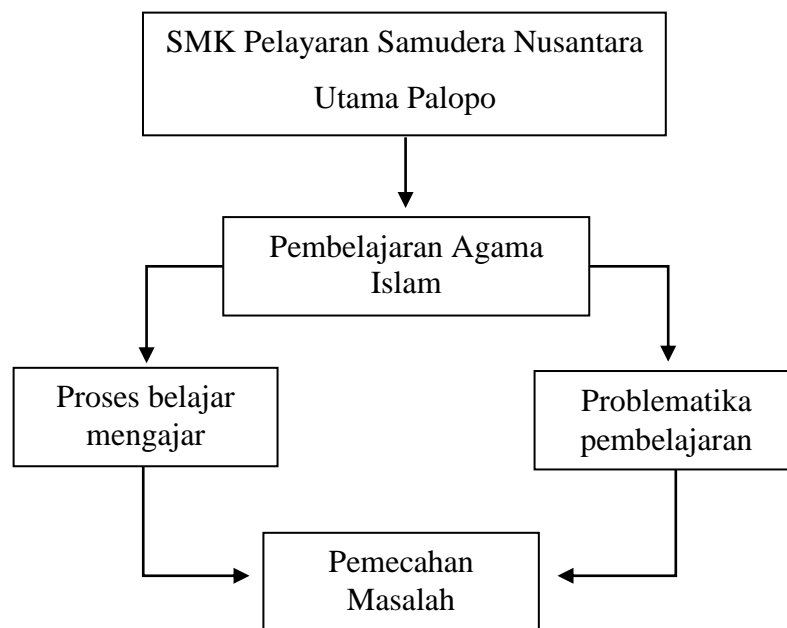 SMK Pelayaran Samudera Nusantara
Utama Palopo
Pembelajaran Agama
Islam
Proses belajar
mengajar
Problematika
pembelajaran
Pemecahan
Masalah